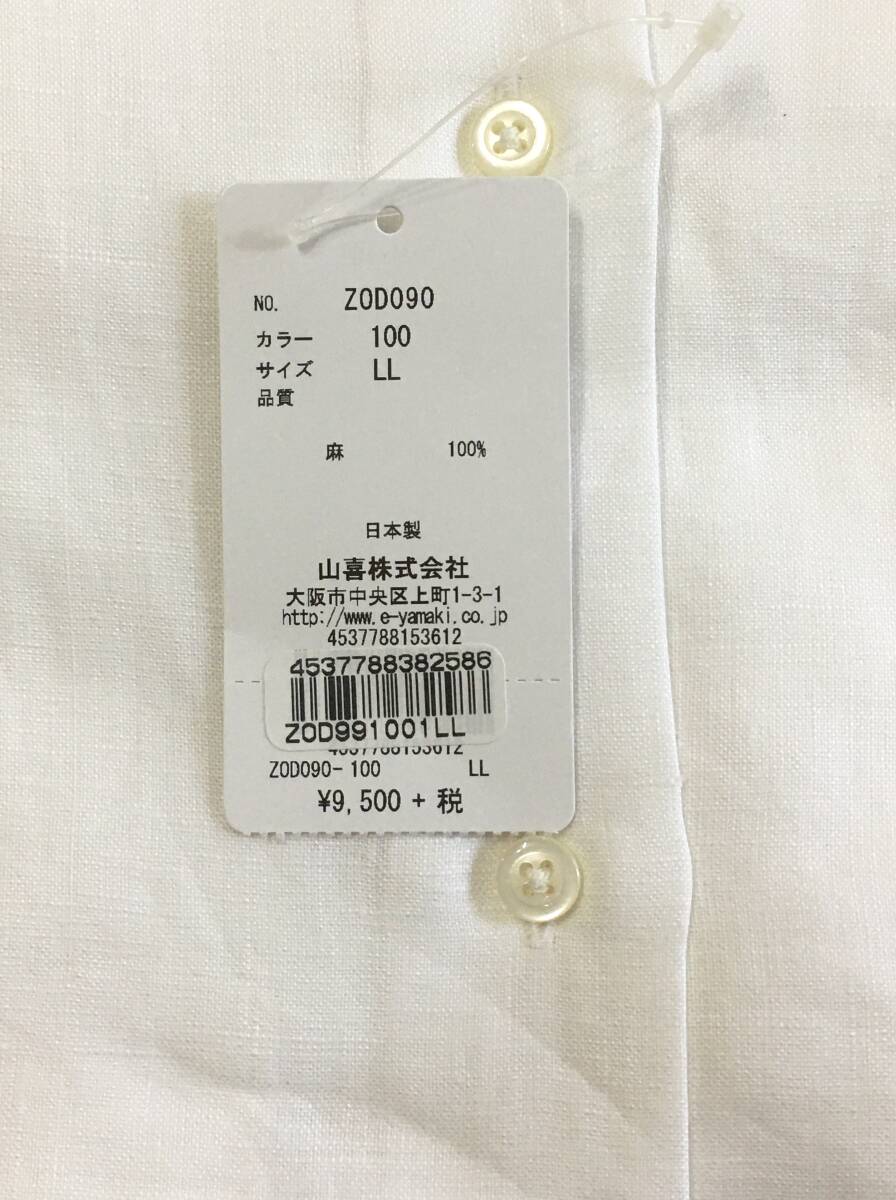 NO. ZOD090
カラー 100
サイズ LL
品質
麻 100%
日本製
山喜株式会社
大阪市中央区上町1-3-1
http://www.e-yamaki.co.jp
4537788153612
4537788382586
ZOD991001LL
4537788153612
ZOD090-100 LL
¥9,500 + 税